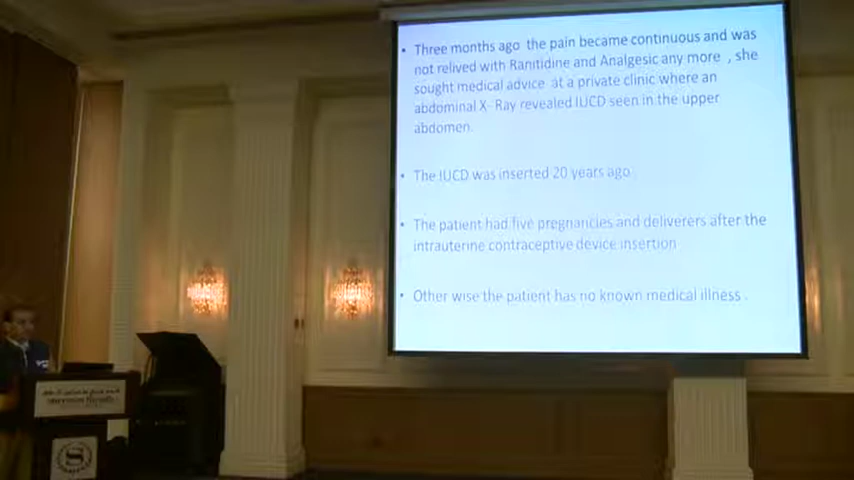 • Three months ago the pain became continuous and was
not relived with Ranitidine and Analgesic any more , she
sought medical advice at a private clinic where an
abdominal X- Ray revealed IUCD seen in the upper
abdomen.
• The IUCD was inserted 20 years ago
• The patient had five pregnancies and deliverers after the
intrauterine contraceptive device insertion
• Other wise the patient has no known medical illness .
S